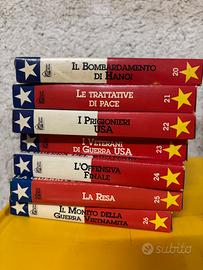 Il Bombardamento
di Hanoi
20
Le trattative
di pace
21
I Prigionieri
USA
22
I Veterani
di Guerra USA
23
L'Offensiva
Finale
24
La Resa
25
Il Monito della
Guerra Vietnamita
26
subito